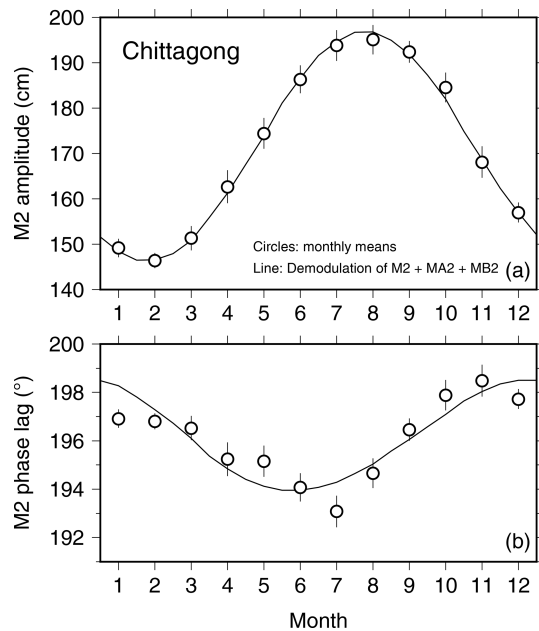 200
190
180
170
160
150
140
M2 amplitude (cm)
Chittagong
Circles: monthly means
Line: Demodulation of M2 + MA2 + MB2
(a)
1 2 3 4 5 6 7 8 9 10 11 12
200
198
196
194
192
M2 phase lag (°)
(b)
1 2 3 4 5 6 7 8 9 10 11 12
Month